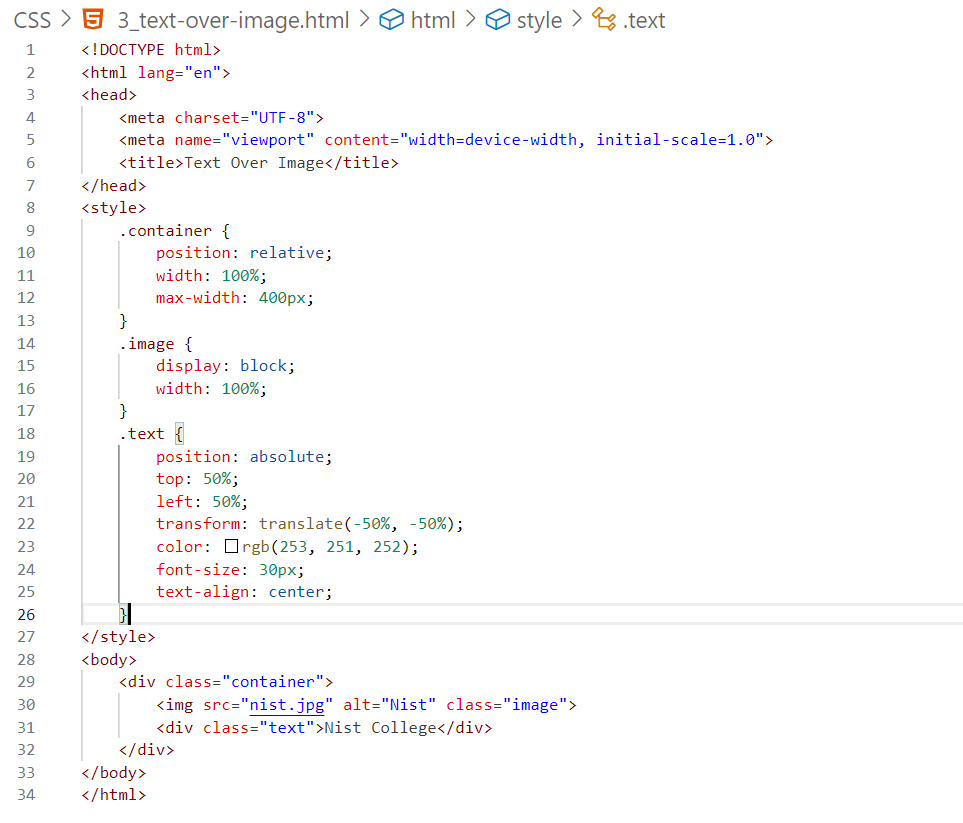 CSS > 3_text-over-image.html > html > style > .text
1 <!DOCTYPE html>
2 <html lang="en">
3 <head>
4     <meta charset="UTF-8">
5     <meta name="viewport" content="width=device-width, initial-scale=1.0">
6     <title>Text Over Image</title>
7 </head>
8 <style>
9     .container {
10         position: relative;
11         width: 100%;
12         max-width: 400px;
13     }
14     .image {
15         display: block;
16         width: 100%;
17     }
18     .text {
19         position: absolute;
20         top: 50%;
21         left: 50%;
22         transform: translate(-50%, -50%);
23         color: rgb(253, 251, 252);
24         font-size: 30px;
25         text-align: center;
26     }
27 </style>
28 <body>
29     <div class="container">
30         <img src="nist.jpg" alt="Nist" class="image">
31         <div class="text">Nist College</div>
32     </div>
33 </body>
34 </html>